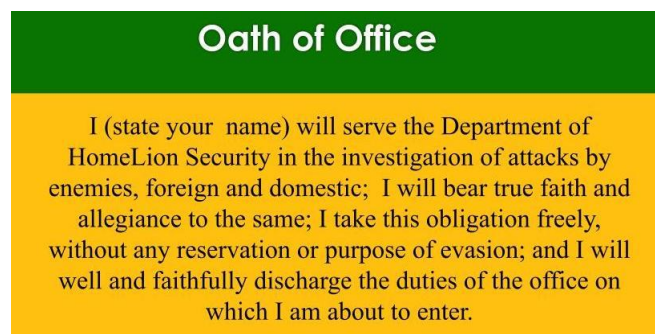 Oath of Office
I (state your  name) will serve the Department of
HomeLion Security in the investigation of attacks by
enemies, foreign and domestic;  I will bear true faith and
allegiance to the same; I take this obligation freely,
without any reservation or purpose of evasion; and I will
well and faithfully discharge the duties of the office on
which I am about to enter.